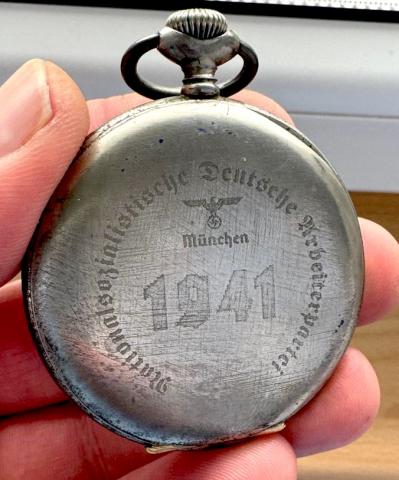 Nationalsozialistische Deutsche Arbeiterpartei
München
1941